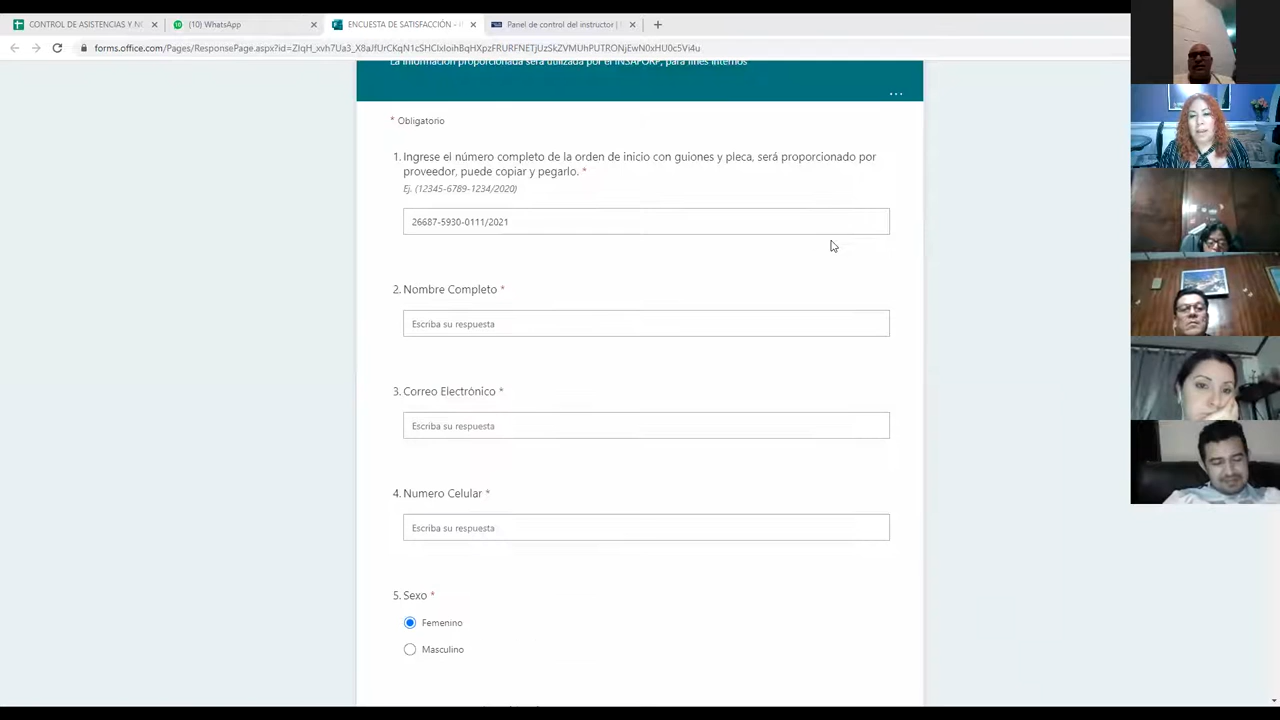 CONTROL DE ASISTENCIAS Y NO
(10) WhatsApp
ENCUESTA DE SATISFACCIÓN - I
Panel de control del instructor |
forms.office.com/Pages/ResponsePage.aspx?id=
La información proporcionada será utilizada por el INSAFORP, para fines internos
...
* Obligatorio
1. Ingrese el número completo de la orden de inicio con guiones y pleca, será proporcionado por
proveedor, puede copiar y pegarlo. *
Ej. (12345-6789-1234/2020)
26687-5930-0111/2021
2. Nombre Completo *
Escriba su respuesta
3. Correo Electrónico *
Escriba su respuesta
4. Numero Celular *
Escriba su respuesta
5. Sexo *
Femenino
Masculino